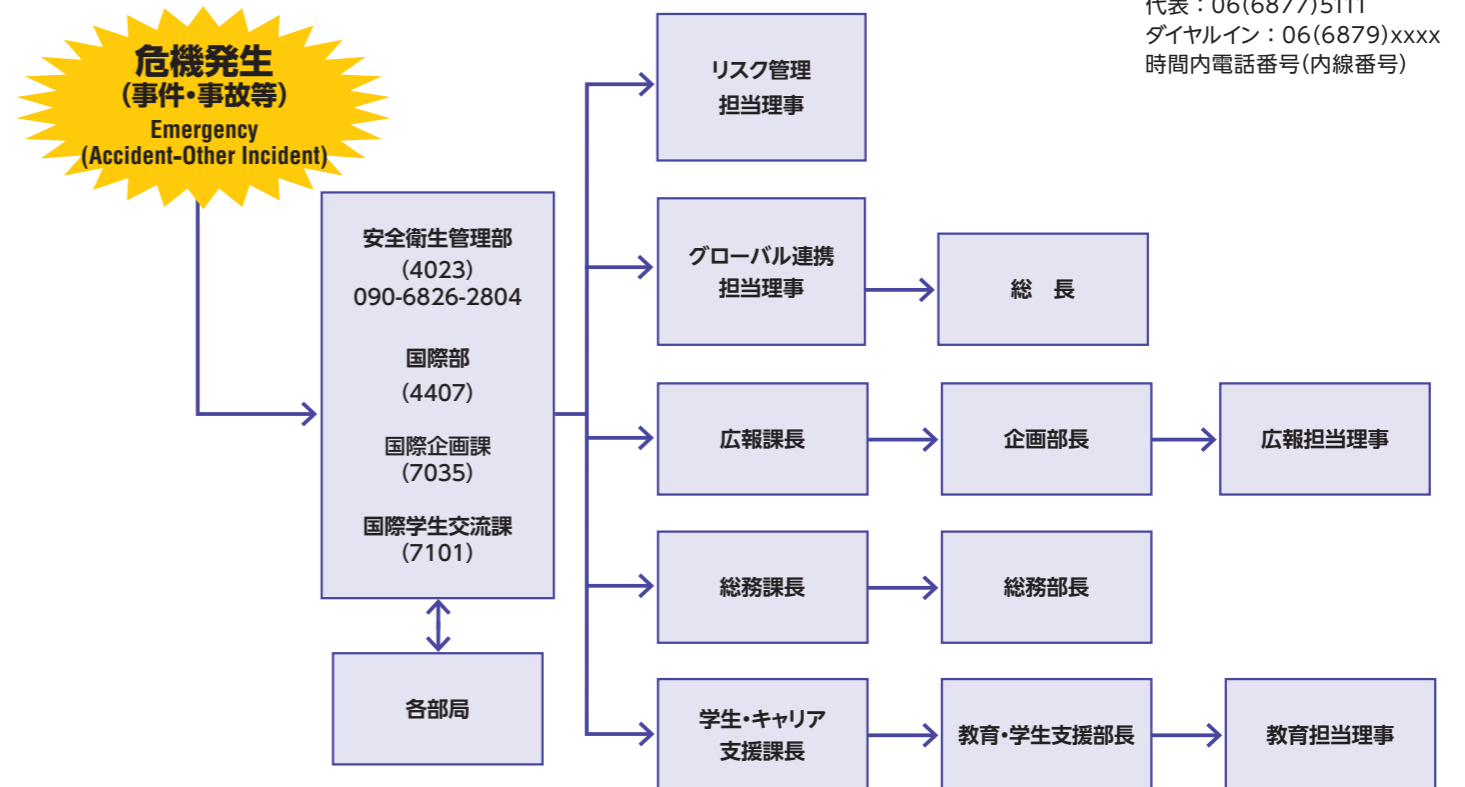 代表：06(6877)5111
ダイヤルイン：06(6879)xxxx
時間内電話番号(内線番号)
危機発生
(事件・事故等)
Emergency
(Accident-Other Incident)
安全衛生管理部
(4023)
090-6826-2804
国際部
(4407)
国際企画課
(7035)
国際学生交流課
(7101)
各部局
リスク管理
担当理事
グローバル連携
担当理事
総　長
広報課長
企画部長
広報担当理事
総務課長
総務部長
学生・キャリア
支援課長
教育・学生支援部長
教育担当理事